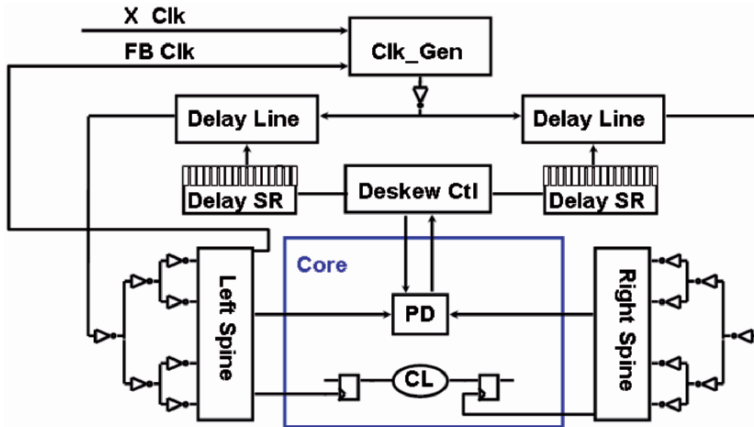 X Clk
FB Clk
Clk_Gen
Delay Line
Delay Line
Delay SR
Deskew Ctl
Delay SR
Core
Left Spine
PD
Right Spine
CL